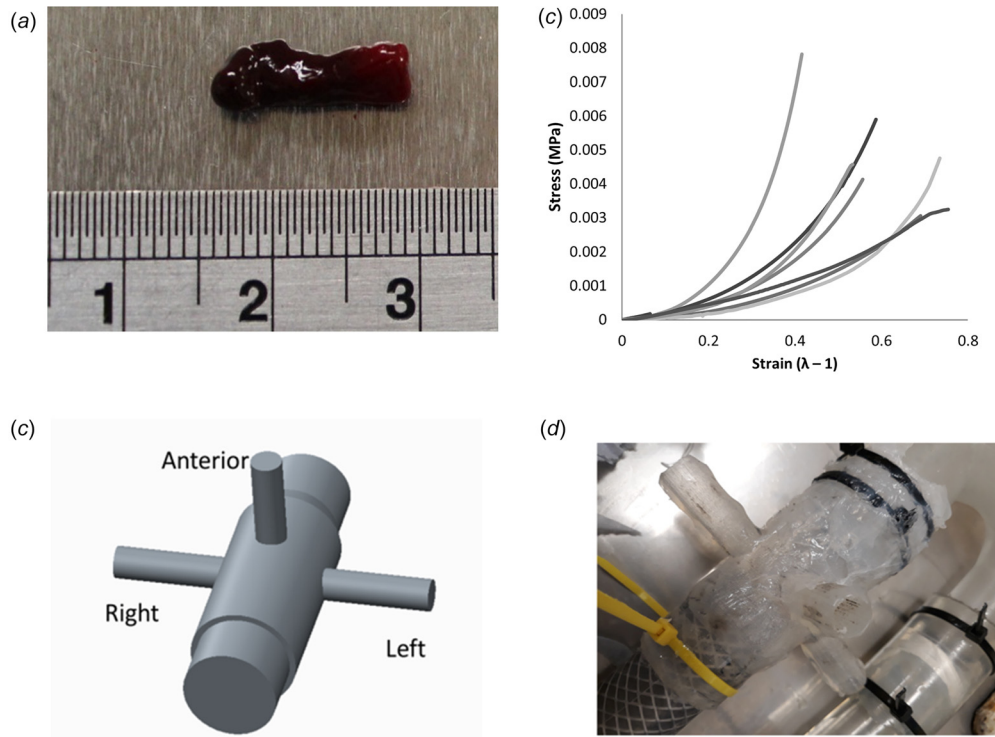 (a)
1 2 3
(c)
0.009
0.008
0.007
0.006
0.005
0.004
0.003
0.002
0.001
0
0 0.2 0.4 0.6 0.8
Stress (MPa)
Strain (λ – 1)
(c)
Anterior
Right
Left
(d)